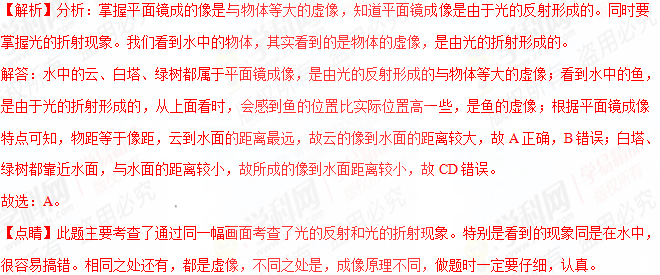 【解析】分析：掌握平面镜成的像是与物体等大的虚像，知道平面镜成像是由于光的反射形成的。同时要
掌握光的折射现象。我们看到水中的物体，其实看到的是物体的虚像，是由光的折射形成的。
解答：水中的云、白塔、绿树都属于平面镜成像，是由光的反射形成的与物体等大的虚像；看到水中的鱼，
是由于光的折射形成的，从上面看时，会感到鱼的位置比实际位置高一些，是鱼的虚像；根据平面镜成像
特点可知，物距等于像距，云到水面的距离最远，故云的像到水面的距离较大，故 A 正确，B 错误；白塔、
绿树都靠近水面，与水面的距离较小，故所成的像到水面距离较小，故 CD 错误。
故选：A。
【点睛】此题主要考查了通过同一幅画面考查了光的反射和光的折射现象。特别是看到的现象同是在水中，
很容易搞错。相同之处还有，都是虚像，不同之处是，成像原理不同，做题时一定要仔细，认真。